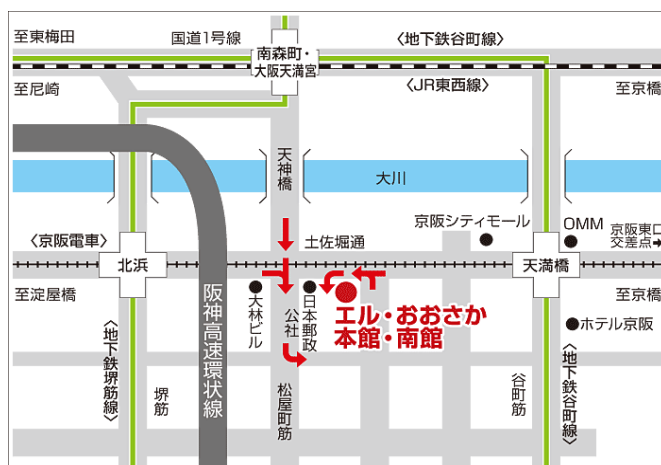 至東梅田
国道1号線
南森町・
大阪天満宮
〈地下鉄谷町線〉
至尼崎
〈JR東西線〉
至京橋
天神橋
大川
京阪シティモール
OMM
京阪東口
交差点→
〈京阪電車〉
土佐堀通
北浜
天満橋
至淀屋橋
至京橋
大林ビル
公社
日本郵政
エル・おおさか
本館・南館
ホテル京阪
阪神高速環状線
〈地下鉄堺筋線〉
堺筋
松屋町筋
谷町筋
〈地下鉄谷町線〉